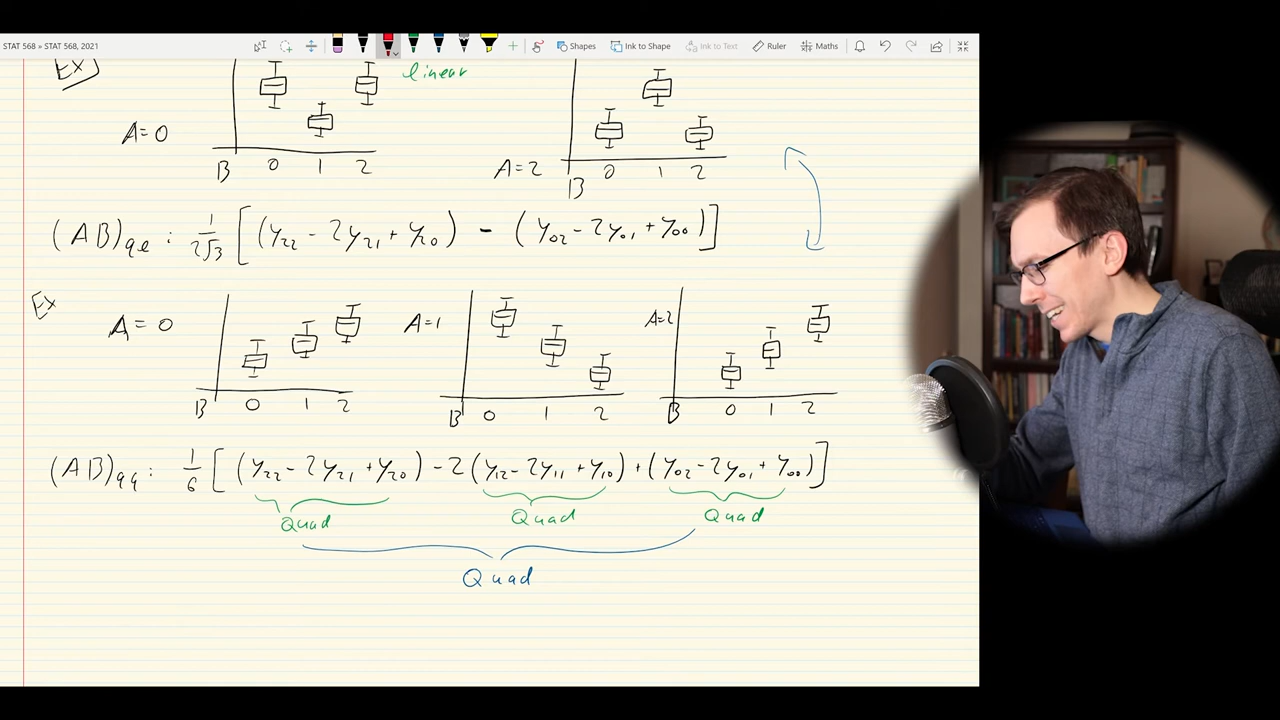 STAT 568 » STAT 568, 2021
Shapes Ink to Shape Ink to Text Ruler Maths
Ex linear
A=0 A=2
B 0 1 2 B 0 1 2
(AB)qe : 1/2√3 [(y22 - 2y21 + y20) - (y02 - 2y01 + y00)]
Ex A=0 A=1 A=2
B 0 1 2 B 0 1 2 B 0 1 2
(AB)qq : 1/6 [(y22 - 2y21 + y20) - 2(y12 - 2y11 + y10) + (y02 - 2y01 + y00)]
Quad Quad Quad
Quad